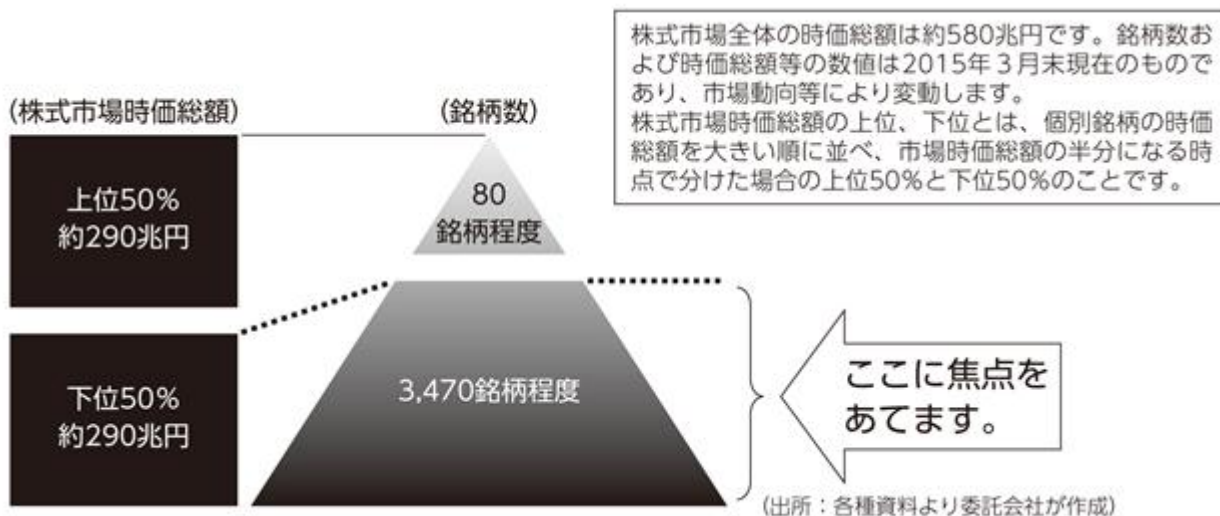 株式市場全体の時価総額は約580兆円です。銘柄数お
よび時価総額等の数値は2015年3月末現在のもので
あり、市場動向等により変動します。
株式市場時価総額の上位、下位とは、個別銘柄の時価
総額を大きい順に並べ、市場時価総額の半分になる時
点で分けた場合の上位50%と下位50%のことです。
(株式市場時価総額)
(銘柄数)
上位50%
約290兆円
80
銘柄程度
下位50%
約290兆円
3,470銘柄程度
ここに焦点を
あてます。
(出所:各種資料より委託会社が作成)